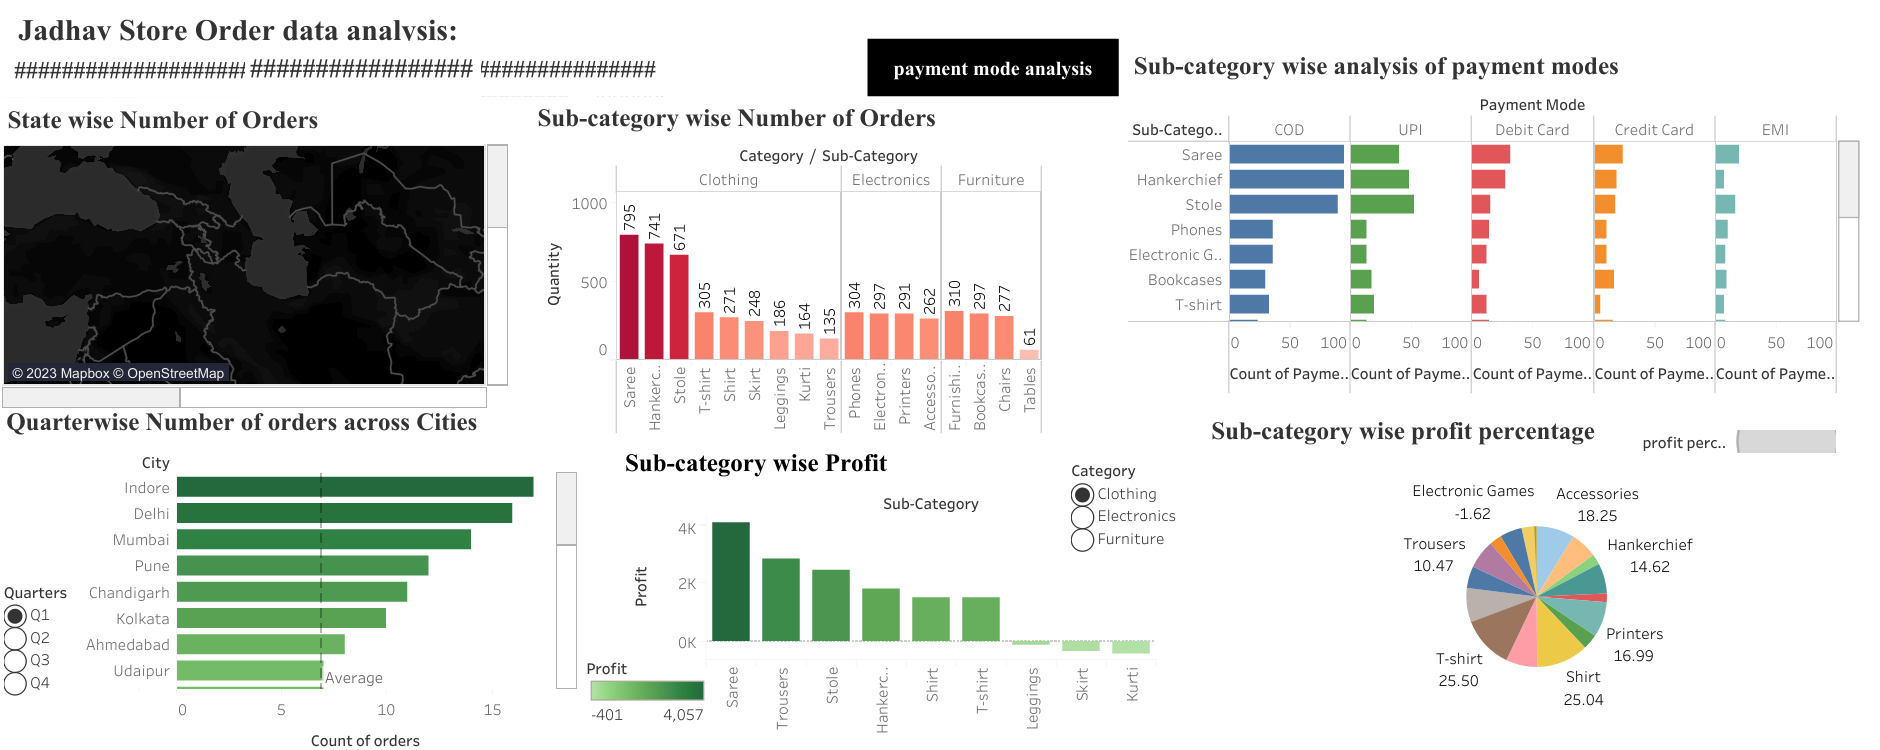 Jadhav Store Order data analvsis:
#################### ################# ###############
payment mode analysis
State wise Number of Orders
© 2023 Mapbox © OpenStreetMap
Sub-category wise Number of Orders
Category / Sub-Category
Clothing Electronics Furniture
Quantity
1000
500
0
795 741 671 305 271 248 186 164 135 304 297 291 262 310 297 277 61
Saree Hankerc.. Stole T-shirt Shirt Skirt Leggings Kurti Trousers Phones Electron.. Printers Accesso.. Furnishi.. Bookcas.. Chairs Tables
Sub-category wise analysis of payment modes
Payment Mode
Sub-Catego.. COD UPI Debit Card Credit Card EMI
Saree
Hankerchief
Stole
Phones
Electronic G..
Bookcases
T-shirt
0 50 100 0 50 100 0 50 100 0 50 100 0 50 100
Count of Payme.. Count of Payme.. Count of Payme.. Count of Payme.. Count of Payme..
Quarterwise Number of orders across Cities
City
Indore
Delhi
Mumbai
Pune
Chandigarh
Kolkata
Ahmedabad
Udaipur
Average
0 5 10 15
Count of orders
Quarters
Q1
Q2
Q3
Q4
Sub-category wise Profit
Sub-Category
Profit
4K
2K
0K
Saree Trousers Stole Hankerc.. Shirt T-shirt Leggings Skirt Kurti
Profit
-401 4,057
Category
Clothing
Electronics
Furniture
Sub-category wise profit percentage
profit perc..
Electronic Games
-1.62
Accessories
18.25
Trousers
10.47
Hankerchief
14.62
Printers
16.99
T-shirt
25.50
Shirt
25.04